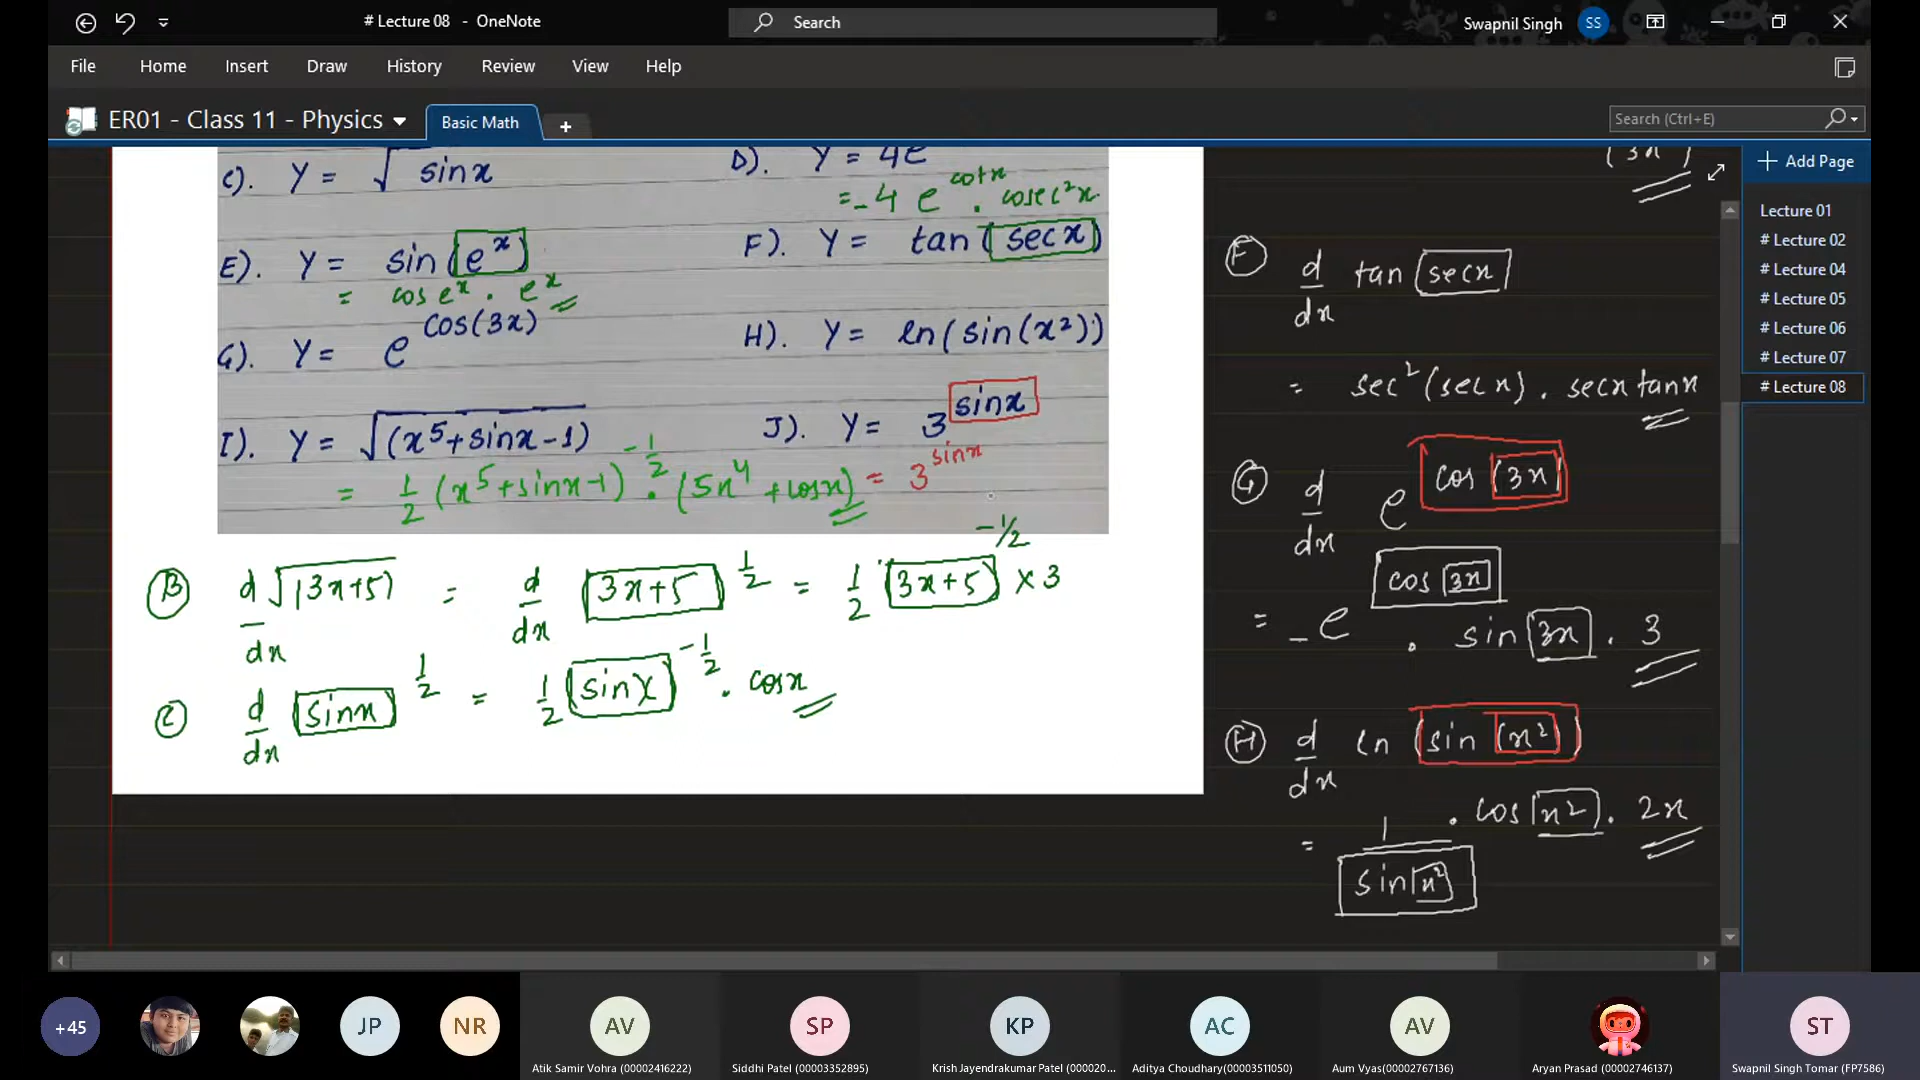 # Lecture 08 - OneNote
Search
Swapnil Singh
SS
File Home Insert Draw History Review View Help
ER01 - Class 11 - Physics
Basic Math
Search (Ctrl+E)
Add Page
Lecture 01
# Lecture 02
# Lecture 04
# Lecture 05
# Lecture 06
# Lecture 07
# Lecture 08
C). Y = √sinx
D). Y = 4e
= -4 e^cotx . cosec²x
E). Y = sin(e^x)
= cos e^x . e^x
F). Y = tan(secx)
G). Y = e^cos(3x)
H). Y = ln(sin(x²))
I). Y = √(x⁵+sinx-1)
= 1/2 (x⁵+sinx-1)^-1/2 . (5x⁴+cosx)
J). Y = 3^sinx
= 3^sinx
B d/dx √(3x+5) = d/dx (3x+5)^1/2 = 1/2 (3x+5)^-1/2 × 3
C d/dx (sinx)^1/2 = 1/2 (sinx)^-1/2 . cosx
(3x)
F d/dx tan(secx)
= sec²(secx) . secx tanx
G d/dx e^cos(3x)
= -e^cos(3x) . sin(3x) . 3
H d/dx ln(sin(x²))
= 1/sin(x²) . cos(x²) . 2x
+45
JP
NR
AV
SP
KP
AC
AV
ST
Atik Samir Vohra (00002416222)
Siddhi Patel (00003352895)
Krish Jayendrakumar Patel (000020...
Aditya Choudhary(00003511050)
Aum Vyas(00002767136)
Aryan Prasad (00002746137)
Swapnil Singh Tomar (FP7586)